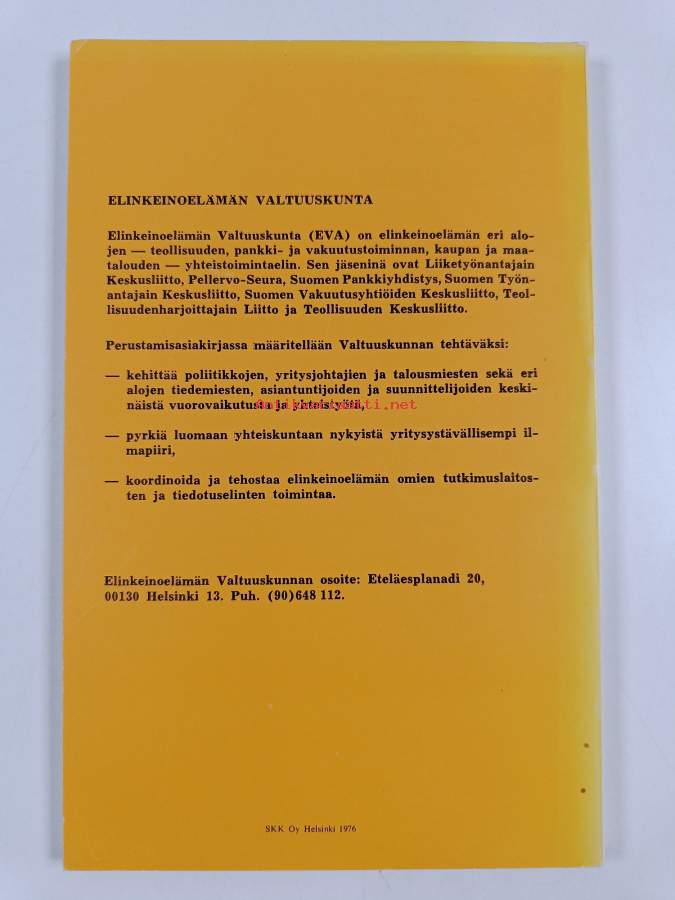 ELINKEINOELÄMÄN VALTUUSKUNTA
Elinkeinoelämän Valtuuskunta (EVA) on elinkeinoelämän eri alo-
jen — teollisuuden, pankki- ja vakuutustoiminnan, kaupan ja maa-
talouden — yhteistoimintaelin. Sen jäseninä ovat Liiketyönantajain
Keskusliitto, Pellervo-Seura, Suomen Pankkiyhdistys, Suomen Työn-
antajain Keskusliitto, Suomen Vakuutusyhtiöiden Keskusliitto, Teol-
lisuudenharjoittajain Liitto ja Teollisuuden Keskusliitto.
Perustamisasiakirjassa määritellään Valtuuskunnan tehtäväksi:
— kehittää poliitikkojen, yritysjohtajien ja talousmiesten sekä eri
alojen tiedemiesten, asiantuntijoiden ja suunnittelijoiden keski-
näistä vuorovaikutusta ja yhteistyötä,
— pyrkiä luomaan yhteiskuntaan nykyistä yritysystävällisempi il-
mapiiri,
— koordinoida ja tehostaa elinkeinoelämän omien tutkimuslaitos-
ten ja tiedotuselinten toimintaa.
Elinkeinoelämän Valtuuskunnan osoite: Eteläesplanadi 20,
00130 Helsinki 13. Puh. (90)648 112.
SKK Oy Helsinki 1976